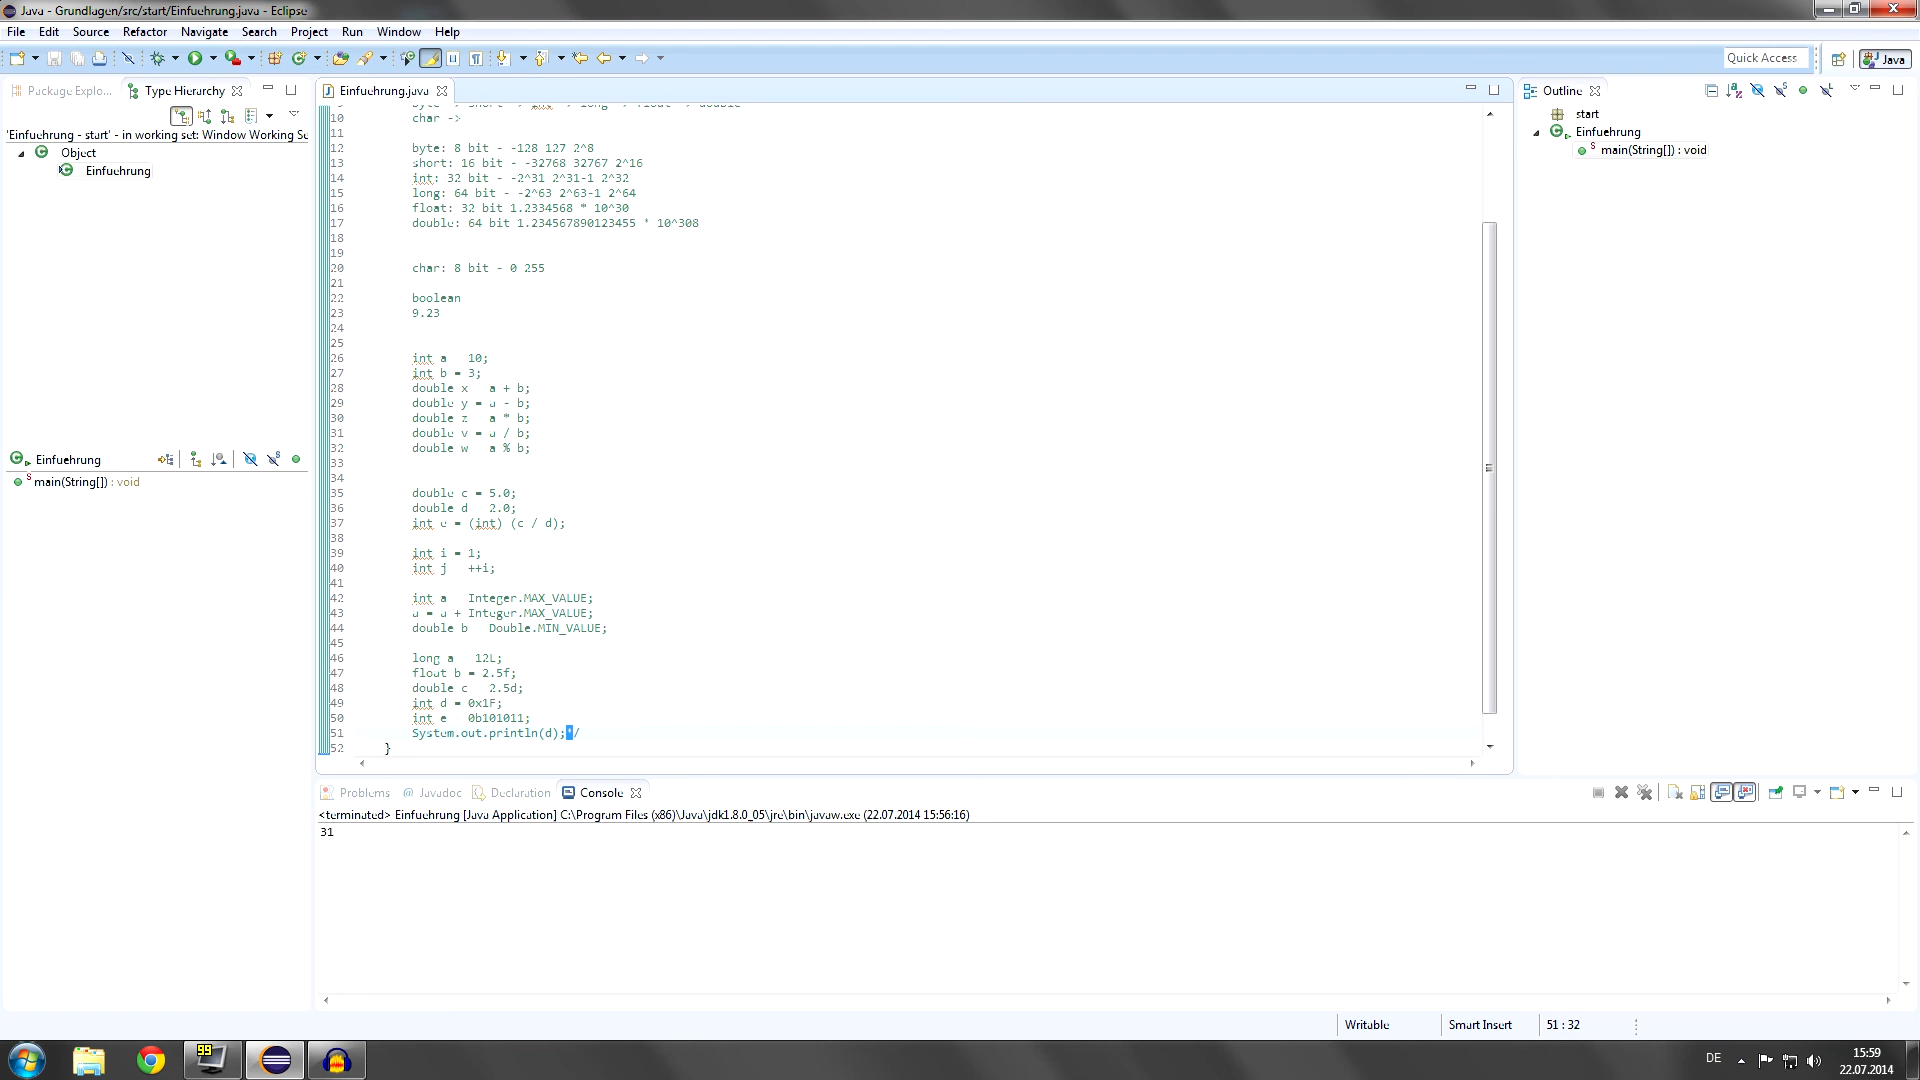 Java - Grundlagen/src/start/Einfuehrung.java - Eclipse
File Edit Source Refactor Navigate Search Project Run Window Help
Quick Access
Java
Package Explo...
Type Hierarchy
Einfuehrung.java
Outline
'Einfuehrung - start' - in working set: Window Working Se
Object
Einfuehrung
start
Einfuehrung
main(String[]) : void
Einfuehrung
main(String[]) : void
9 byte -> short -> int -> long -> float -> double
10 char ->
11
12 byte: 8 bit - -128 127 2^8
13 short: 16 bit - -32768 32767 2^16
14 int: 32 bit - -2^31 2^31-1 2^32
15 long: 64 bit - -2^63 2^63-1 2^64
16 float: 32 bit 1.2334568 * 10^30
17 double: 64 bit 1.234567890123455 * 10^308
18
19
20 char: 8 bit - 0 255
21
22 boolean
23 9.23
24
25
26 int a   10;
27 int b = 3;
28 double x   a + b;
29 double y = a - b;
30 double z   a * b;
31 double v = a / b;
32 double w   a % b;
33
34
35 double c = 5.0;
36 double d   2.0;
37 int e = (int) (c / d);
38
39 int i = 1;
40 int j   ++i;
41
42 int a   Integer.MAX_VALUE;
43 a = a + Integer.MAX_VALUE;
44 double b   Double.MIN_VALUE;
45
46 long a   12L;
47 float b = 2.5f;
48 double c   2.5d;
49 int d = 0x1F;
50 int e   0b101011;
51 System.out.println(d);*/
52 }
Problems
@ Javadoc
Declaration
Console
<terminated> Einfuehrung [Java Application] C:\Program Files (x86)\Java\jdk1.8.0_05\jre\bin\javaw.exe (22.07.2014 15:56:16)
31
Writable
Smart Insert
51 : 32
99
DE
15:59
22.07.2014